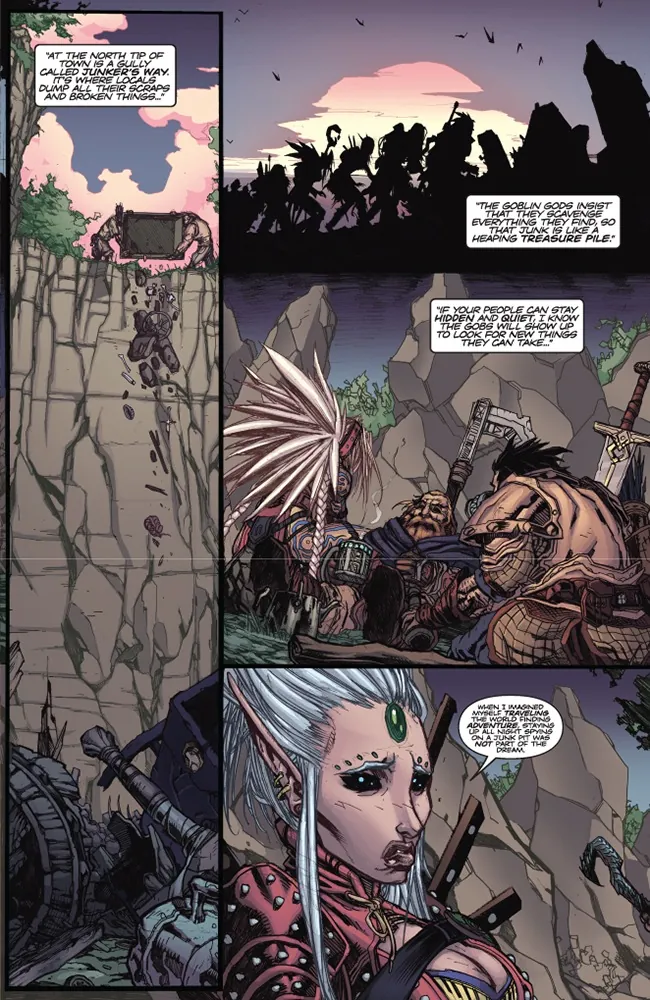 "AT THE NORTH TIP OF
TOWN IS A GULLY
CALLED JUNKER'S WAY.
IT'S WHERE LOCALS
DUMP ALL THEIR SCRAPS
AND BROKEN THINGS..."
"THE GOBLIN GODS INSIST
THAT THEY SCAVENGE
EVERYTHING THEY FIND, SO
THAT JUNK IS LIKE A
HEAPING TREASURE PILE."
"IF YOUR PEOPLE CAN STAY
HIDDEN AND QUIET, I KNOW
THE GOBS WILL SHOW UP
TO LOOK FOR NEW THINGS
THEY CAN TAKE..."
WHEN I IMAGINED
MYSELF TRAVELING
THE WORLD FINDING
ADVENTURE, STAYING
UP ALL NIGHT SPYING
ON A JUNK PIT WAS
NOT PART OF THE
DREAM.